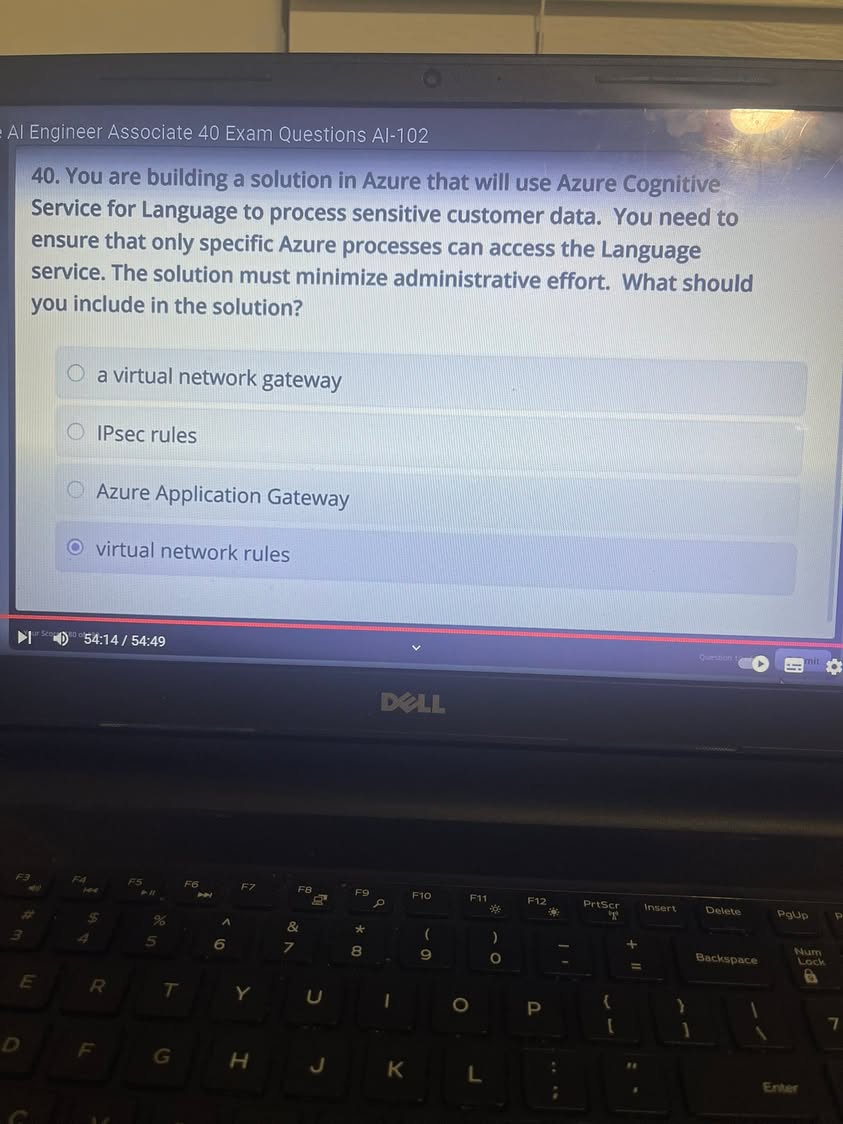 AI Engineer Associate 40 Exam Questions AI-102
40. You are building a solution in Azure that will use Azure Cognitive
Service for Language to process sensitive customer data. You need to
ensure that only specific Azure processes can access the Language
service. The solution must minimize administrative effort. What should
you include in the solution?
a virtual network gateway
IPsec rules
Azure Application Gateway
virtual network rules
54:14 / 54:49
Question
DELL
F3 F4 F5 F6 F7 F8 F9 F10 F11 F12 PrtScr Insert Delete PgUp
# $ % ^ & * ( ) _ +
3 4 5 6 7 8 9 0 - = Backspace Num Lock
E R T Y U I O P { [ } ] | \ 7
D F G H J K L : ; " ' Enter